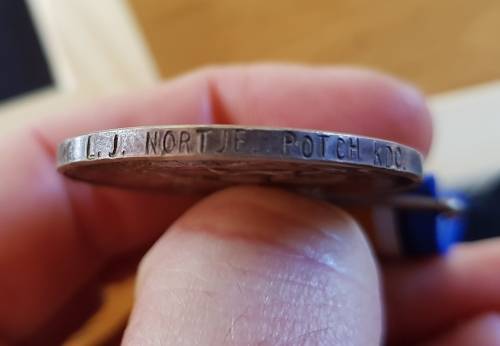 L.J. NORTJE. POTCH KDO.